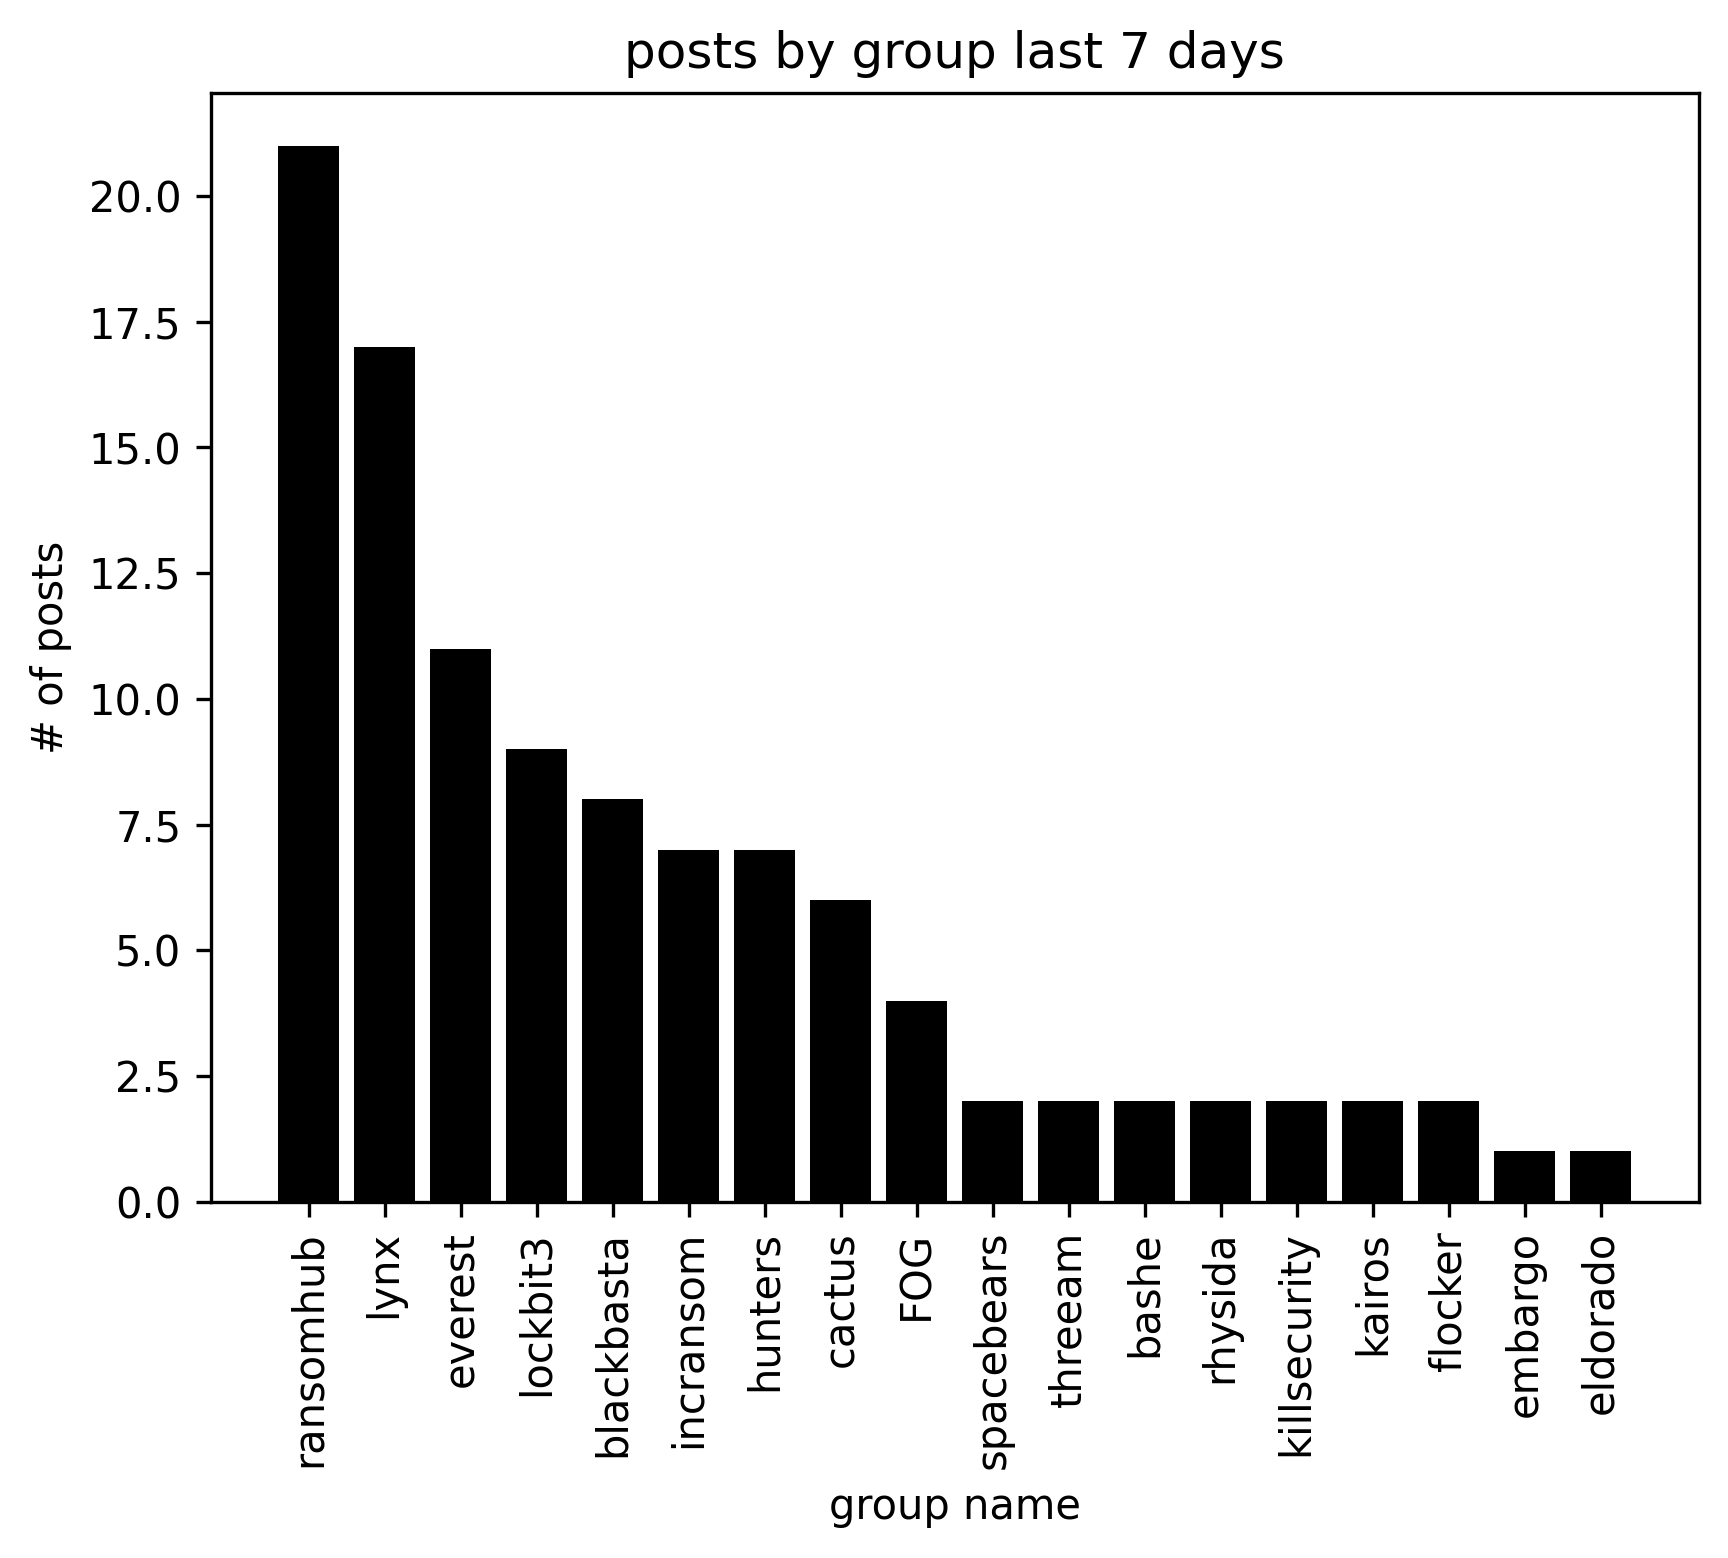 posts by group last 7 days
# of posts
20.0
17.5
15.0
12.5
10.0
7.5
5.0
2.5
0.0
ransomhub
lynx
everest
lockbit3
blackbasta
incransom
hunters
cactus
FOG
spacebears
threeam
bashe
rhysida
killsecurity
kairos
flocker
embargo
eldorado
group name